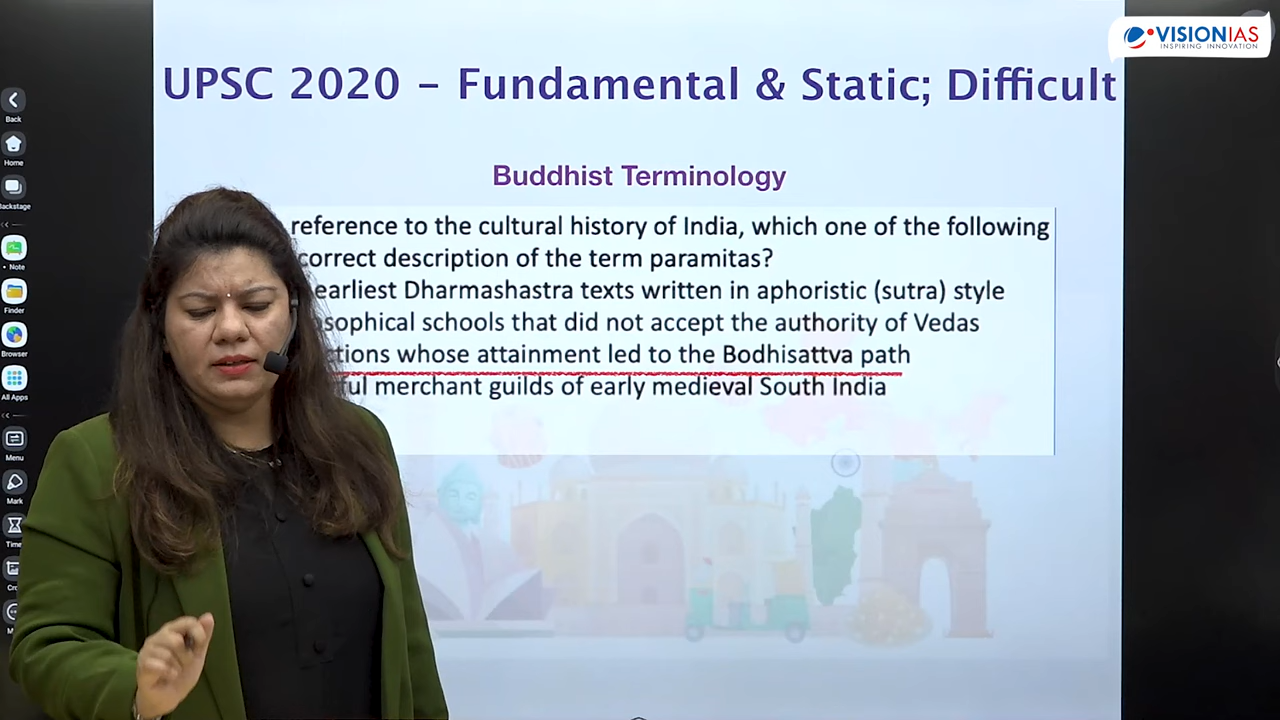 VISIONIAS
INSPIRING INNOVATION
UPSC 2020 – Fundamental & Static; Difficult
Buddhist Terminology
reference to the cultural history of India, which one of the following
correct description of the term paramitas?
earliest Dharmashastra texts written in aphoristic (sutra) style
osophical schools that did not accept the authority of Vedas
ctions whose attainment led to the Bodhisattva path
ful merchant guilds of early medieval South India
Back
Home
Backstage
Note
Finder
Browser
All Apps
Menu
Mark
Time
Cro